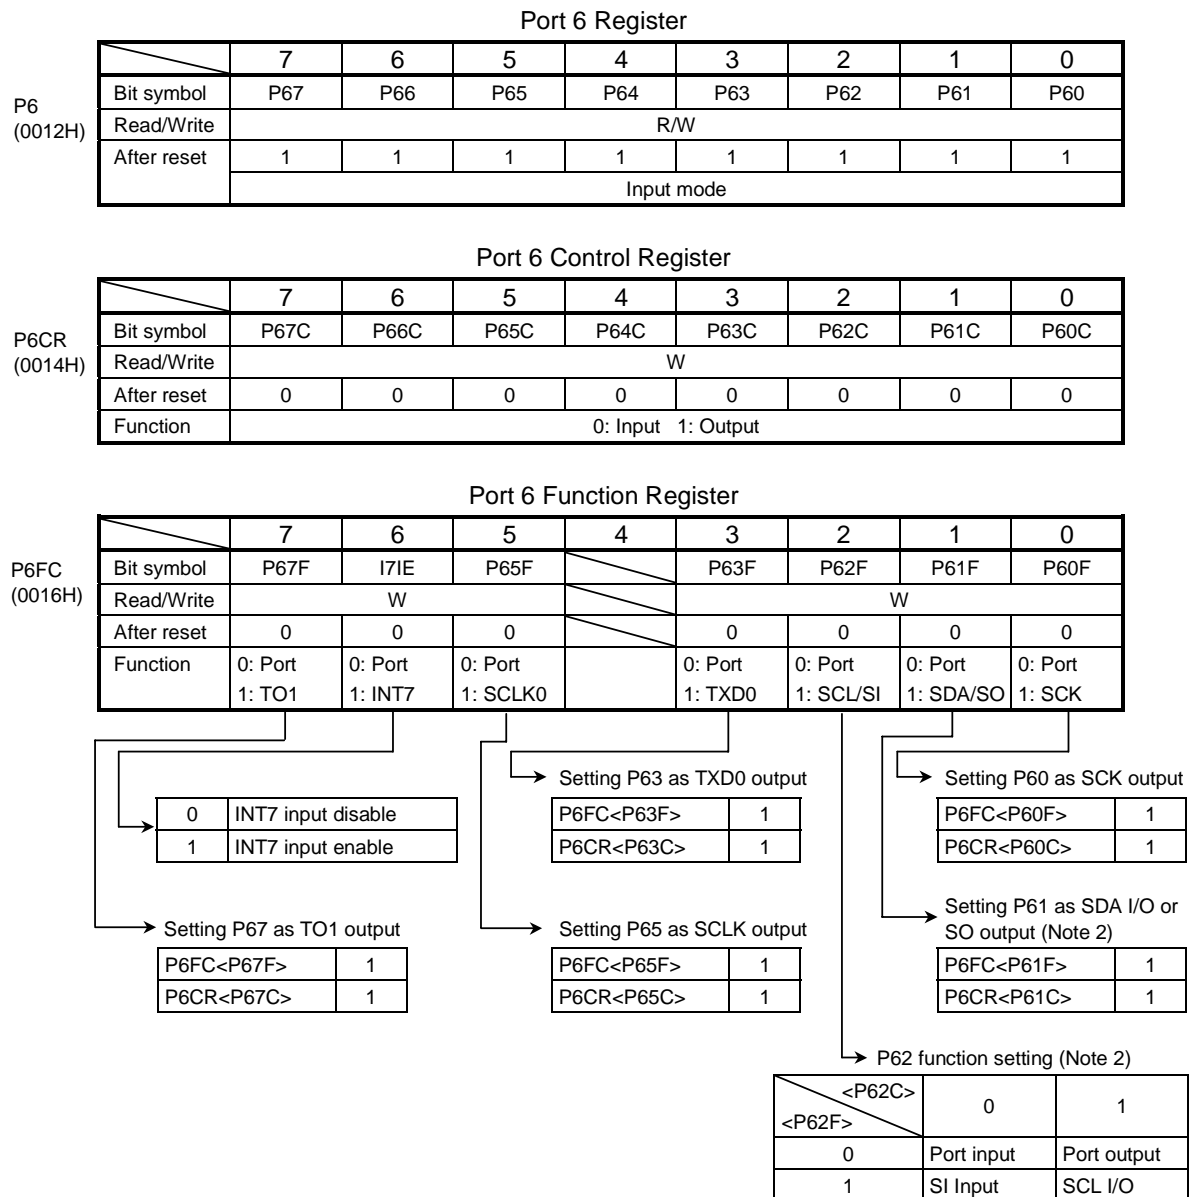 Port 6 Register
7 6 5 4 3 2 1 0
P6
(0012H)
Bit symbol P67 P66 P65 P64 P63 P62 P61 P60
Read/Write R/W
After reset 1 1 1 1 1 1 1 1
Input mode
Port 6 Control Register
7 6 5 4 3 2 1 0
P6CR
(0014H)
Bit symbol P67C P66C P65C P64C P63C P62C P61C P60C
Read/Write W
After reset 0 0 0 0 0 0 0 0
Function 0: Input 1: Output
Port 6 Function Register
7 6 5 4 3 2 1 0
P6FC
(0016H)
Bit symbol P67F I7IE P65F P63F P62F P61F P60F
Read/Write W W
After reset 0 0 0 0 0 0 0
Function 0: Port 0: Port 0: Port 0: Port 0: Port 0: Port 0: Port
1: TO1 1: INT7 1: SCLK0 1: TXD0 1: SCL/SI 1: SDA/SO 1: SCK
0 INT7 input disable
1 INT7 input enable
Setting P63 as TXD0 output
P6FC<P63F> 1
P6CR<P63C> 1
Setting P60 as SCK output
P6FC<P60F> 1
P6CR<P60C> 1
Setting P67 as TO1 output
P6FC<P67F> 1
P6CR<P67C> 1
Setting P65 as SCLK output
P6FC<P65F> 1
P6CR<P65C> 1
Setting P61 as SDA I/O or
SO output (Note 2)
P6FC<P61F> 1
P6CR<P61C> 1
P62 function setting (Note 2)
<P62C> 0 1
<P62F>
0 Port input Port output
1 SI Input SCL I/O